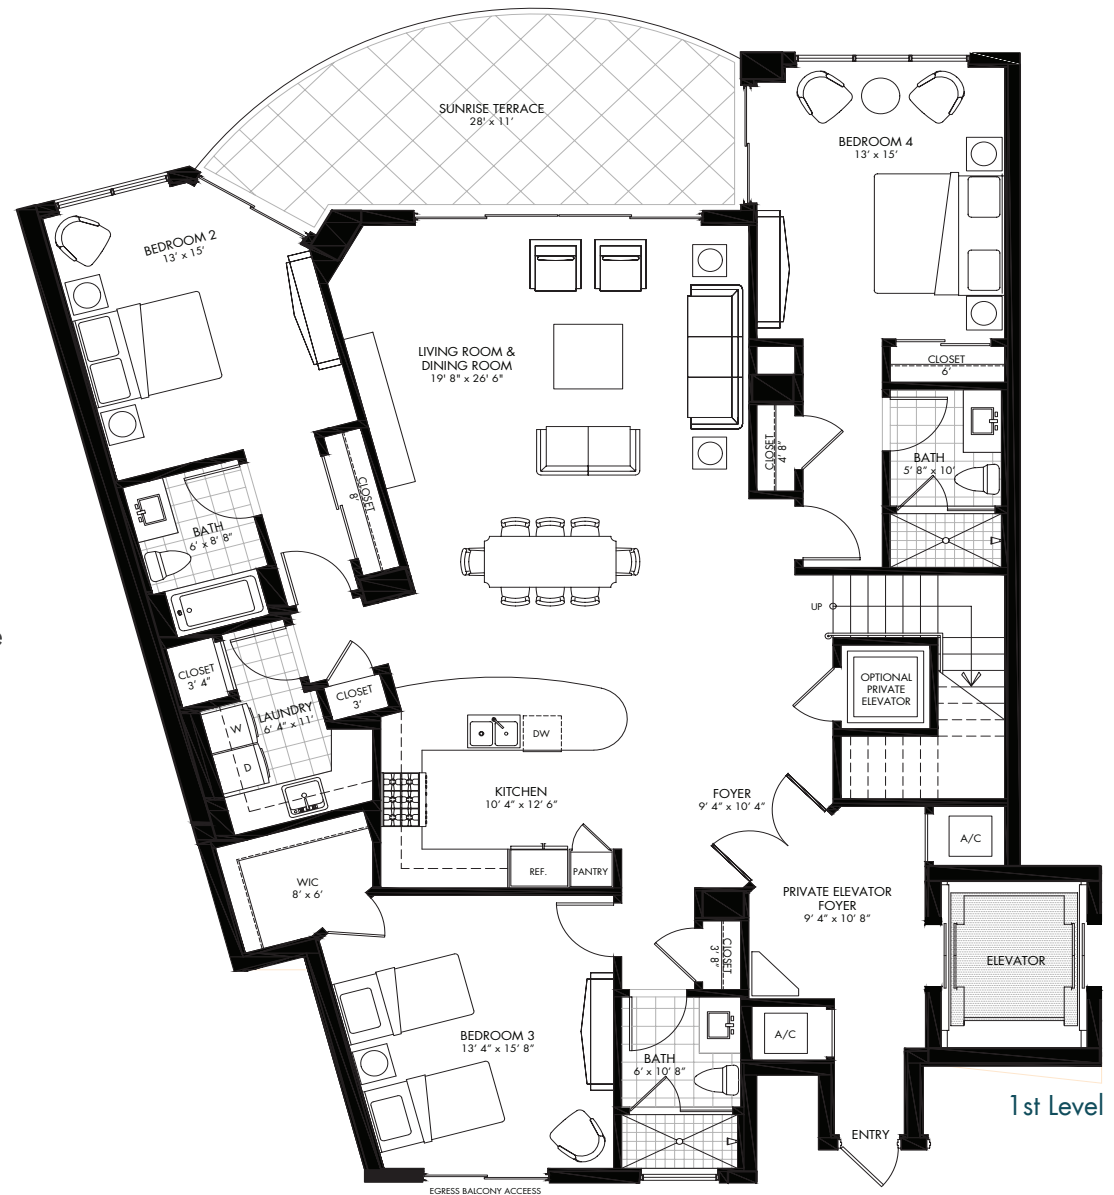 SUNRISE TERRACE
28' x 11'
BEDROOM 4
13' x 15'
BEDROOM 2
13' x 15'
LIVING ROOM &
DINING ROOM
19' 8" x 26' 6"
CLOSET
6'
CLOSET
4' 8"
BATH
5' 8" x 10'
CLOSET
8'
BATH
6' x 8' 8"
UP
e
CLOSET
3' 4"
CLOSET
3'
OPTIONAL
PRIVATE
ELEVATOR
LAUNDRY
6' 4" x 11'
W
D
DW
KITCHEN
10' 4" x 12' 6"
FOYER
9' 4" x 10' 4"
A/C
REF.
PANTRY
WIC
8' x 6'
PRIVATE ELEVATOR
FOYER
9' 4" x 10' 8"
CLOSET
3' 8"
ELEVATOR
BEDROOM 3
13' 4" x 15' 8"
A/C
BATH
6' x 10' 8"
1st Level
ENTRY
EGRESS BALCONY ACCEESS